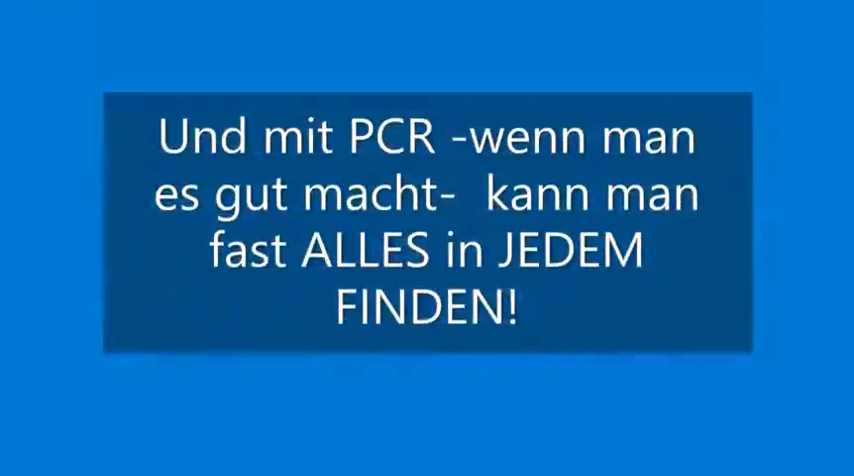 Und mit PCR -wenn man
es gut macht-  kann man
fast ALLES in JEDEM
FINDEN!